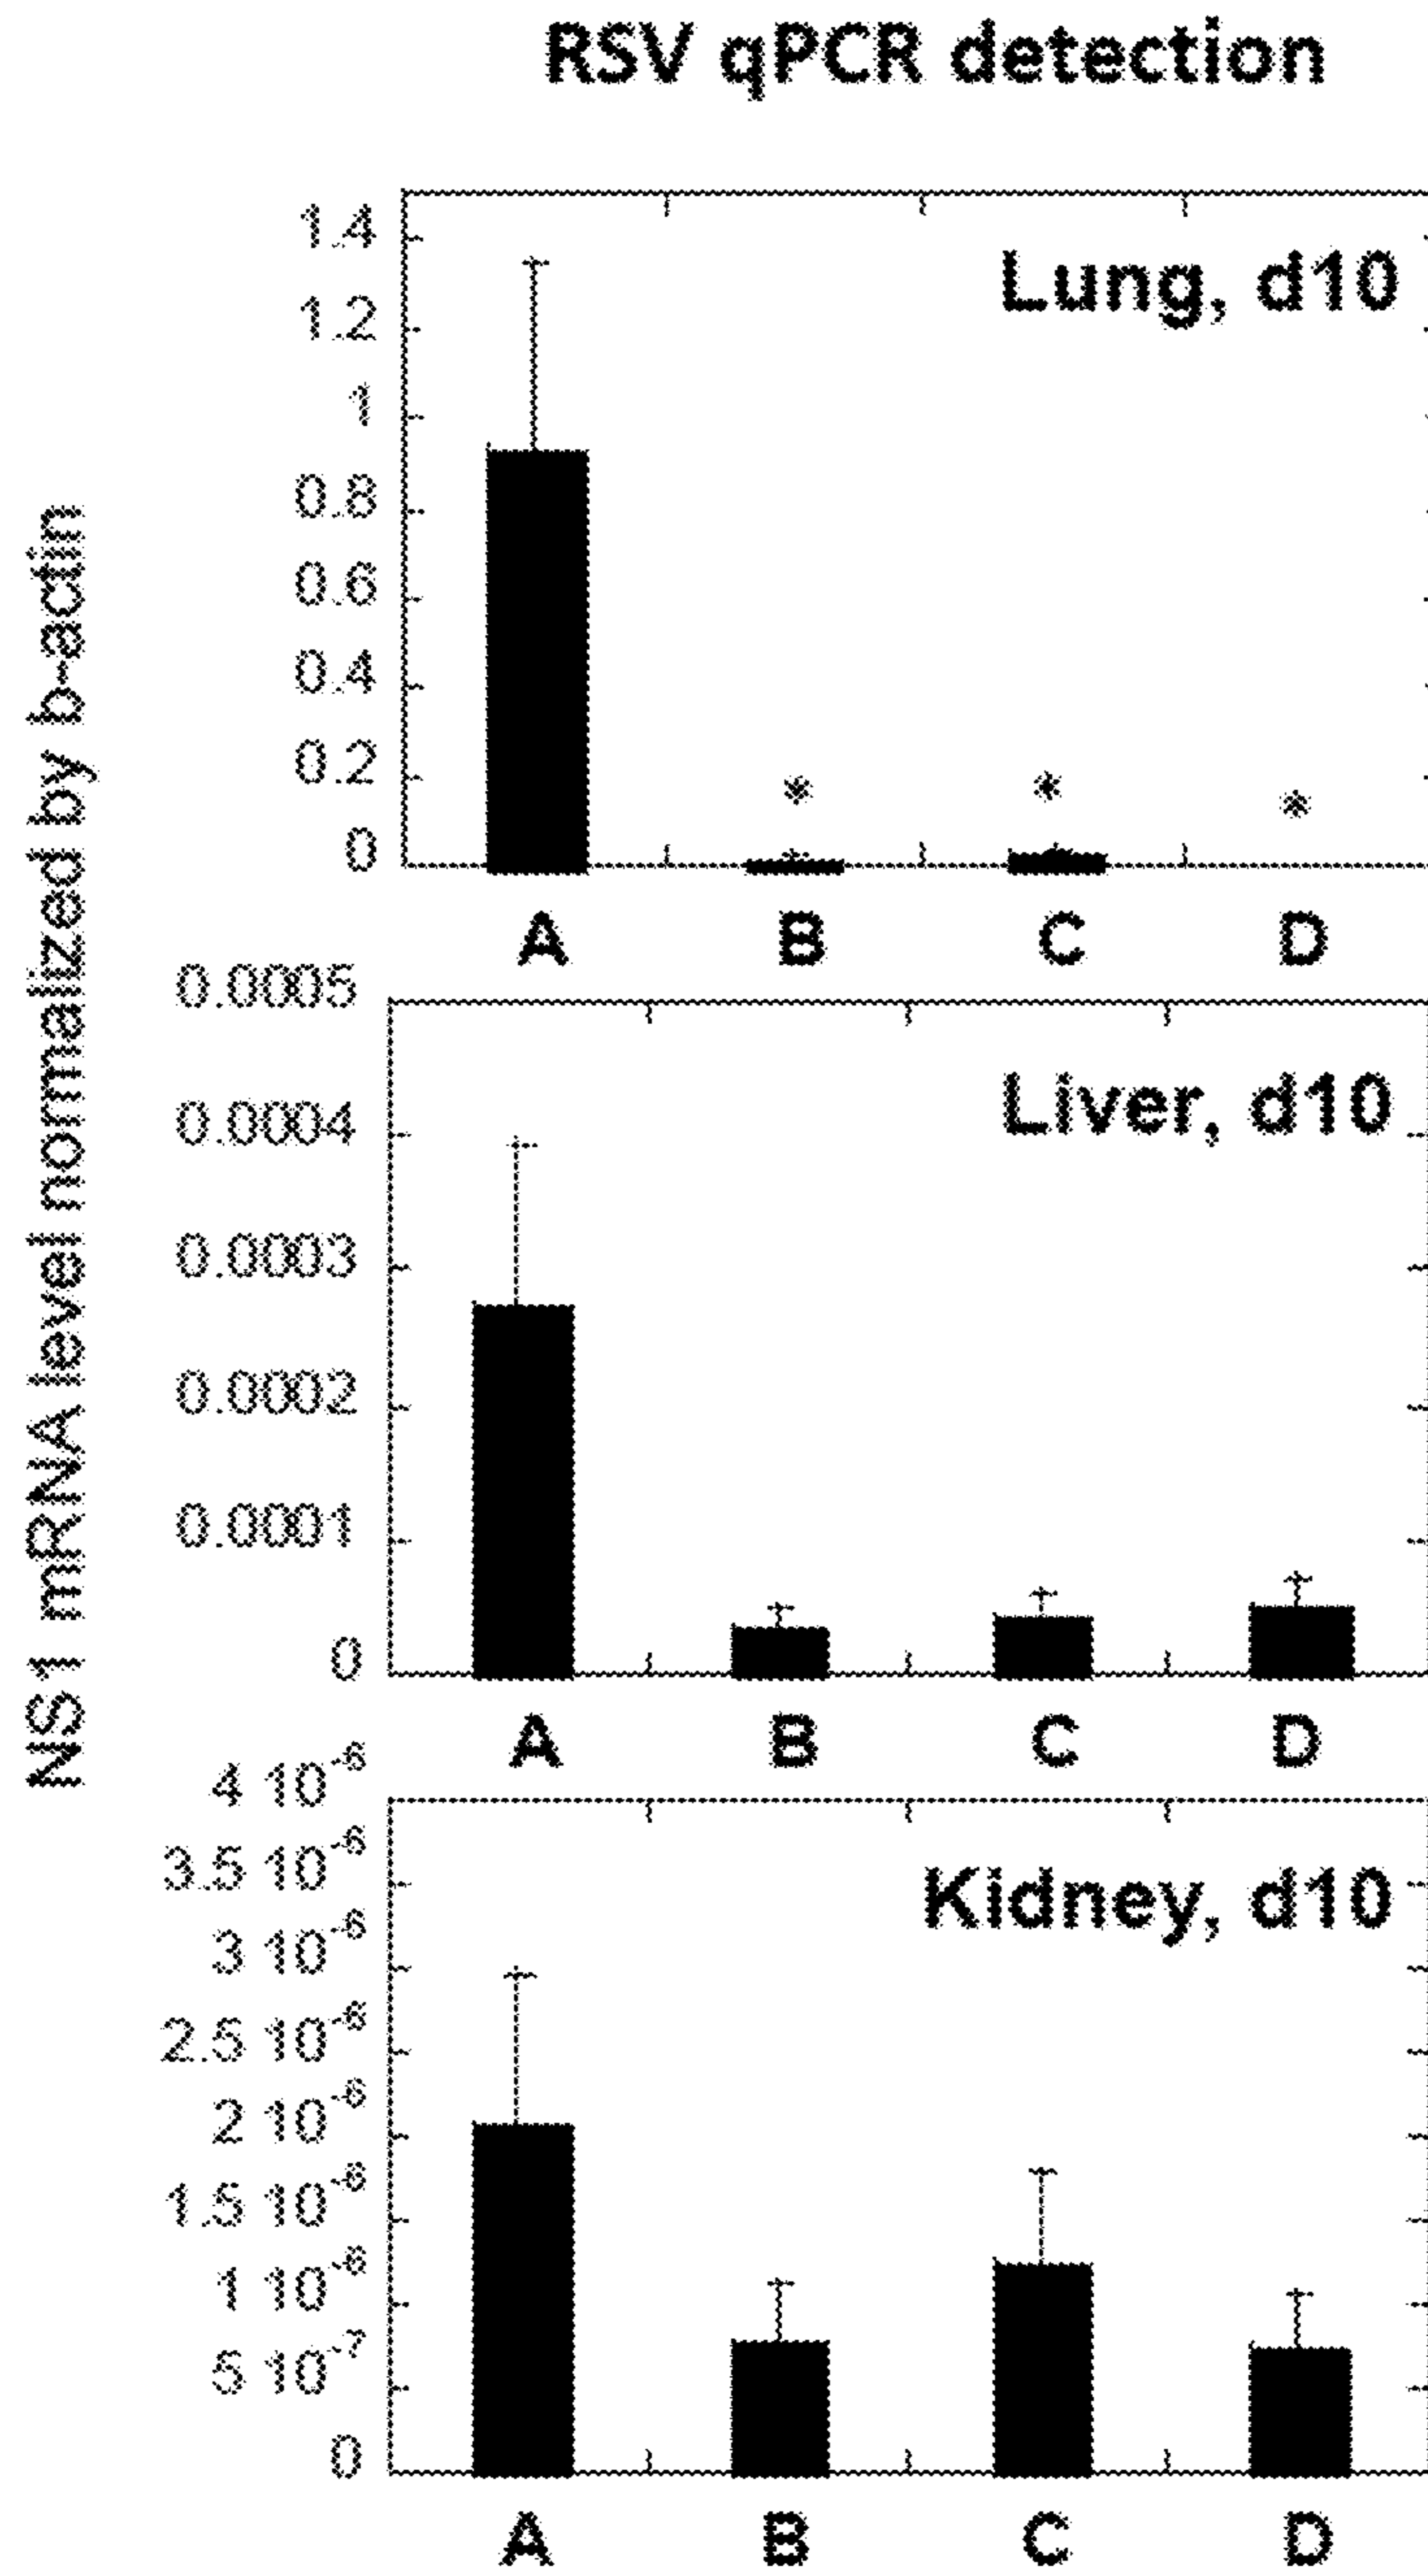 RSV qPCR detection
NS1 mRNA level normalized by b-actin
Lung, d10
1.4
1.2
1
0.8
0.6
0.4
0.2
0
* * *
A B C D
Liver, d10
0.0005
0.0004
0.0003
0.0002
0.0001
0
A B C D
Kidney, d10
4 10⁻⁶
3.5 10⁻⁶
3 10⁻⁶
2.5 10⁻⁶
2 10⁻⁶
1.5 10⁻⁶
1 10⁻⁶
5 10⁻⁷
0
A B C D